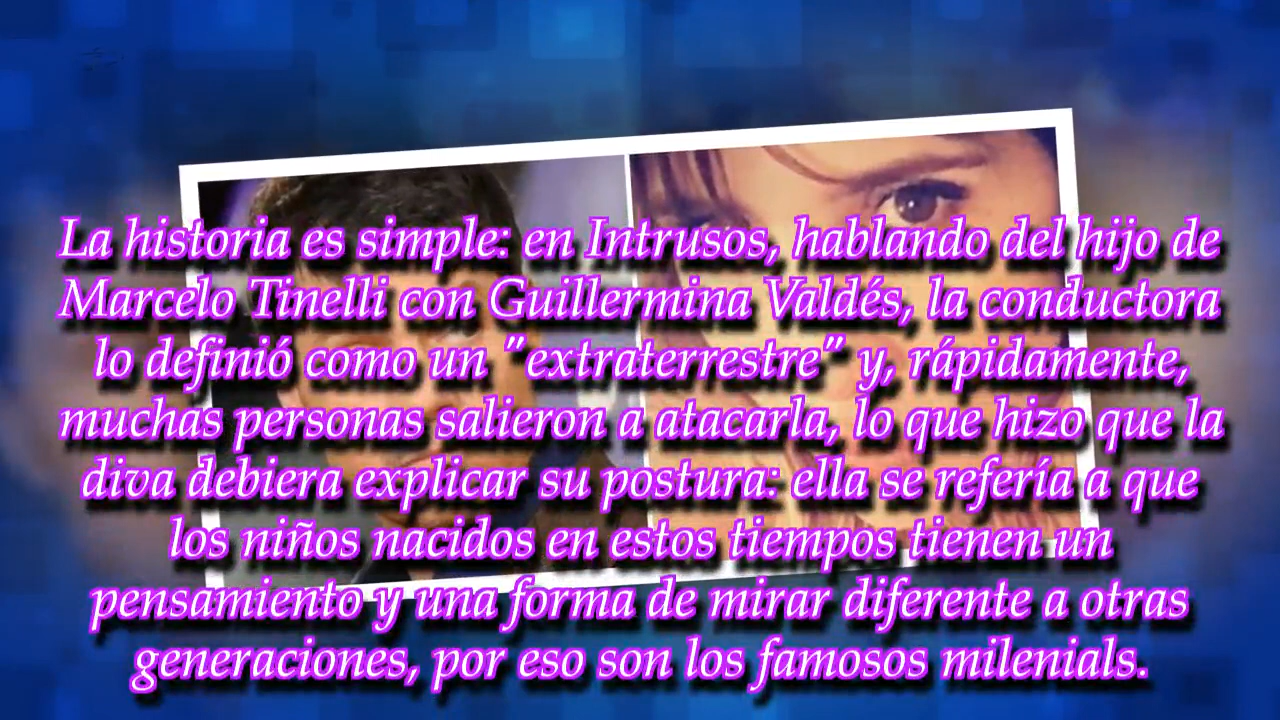 La historia es simple: en Intrusos, hablando del hijo de
Marcelo Tinelli con Guillermina Valdés, la conductora
lo definió como un "extraterrestre" y, rápidamente,
muchas personas salieron a atacarla, lo que hizo que la
diva debiera explicar su postura: ella se refería a que
los niños nacidos en estos tiempos tienen un
pensamiento y una forma de mirar diferente a otras
generaciones, por eso son los famosos milenials.